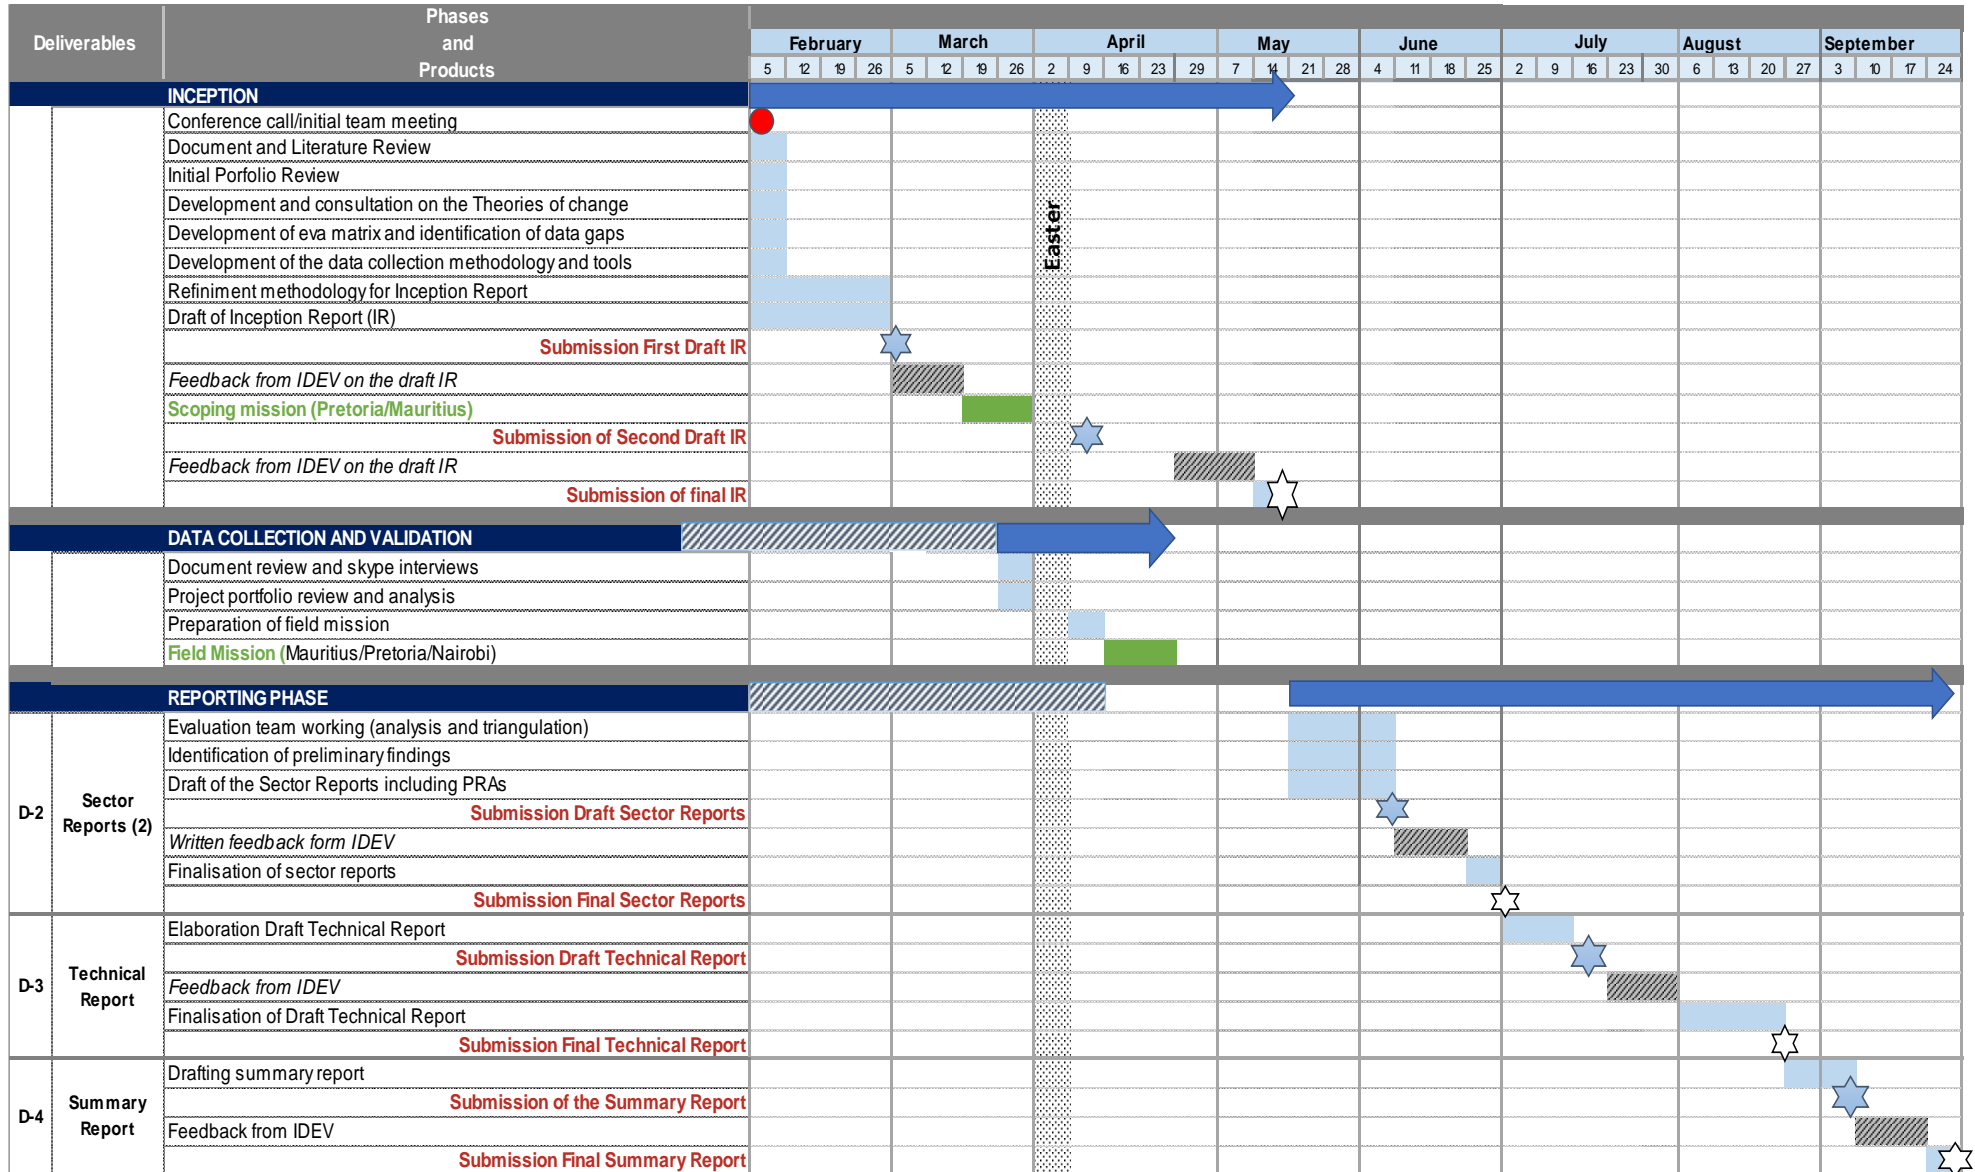 Deliverables
Phases
and
Products
February March April May June July August September
5 12 19 26 5 12 19 26 2 9 16 23 29 7 14 21 28 4 11 18 25 2 9 16 23 30 6 13 20 27 3 10 17 24
INCEPTION
Conference call/initial team meeting
Document and Literature Review
Initial Porfolio Review
Development and consultation on the Theories of change
Development of eva matrix and identification of data gaps
Development of the data collection methodology and tools
Refiniment methodology for Inception Report
Draft of Inception Report (IR)
Submission First Draft IR
Feedback from IDEV on the draft IR
Scoping mission (Pretoria/Mauritius)
Submission of Second Draft IR
Feedback from IDEV on the draft IR
Submission of final IR
Easter
DATA COLLECTION AND VALIDATION
Document review and skype interviews
Project portfolio review and analysis
Preparation of field mission
Field Mission (Mauritius/Pretoria/Nairobi)
REPORTING PHASE
D-2
Sector
Reports (2)
Evaluation team working (analysis and triangulation)
Identification of preliminary findings
Draft of the Sector Reports including PRAs
Submission Draft Sector Reports
Written feedback form IDEV
Finalisation of sector reports
Submission Final Sector Reports
D-3
Technical
Report
Elaboration Draft Technical Report
Submission Draft Technical Report
Feedback from IDEV
Finalisation of Draft Technical Report
Submission Final Technical Report
D-4
Summary
Report
Drafting summary report
Submission of the Summary Report
Feedback from IDEV
Submission Final Summary Report